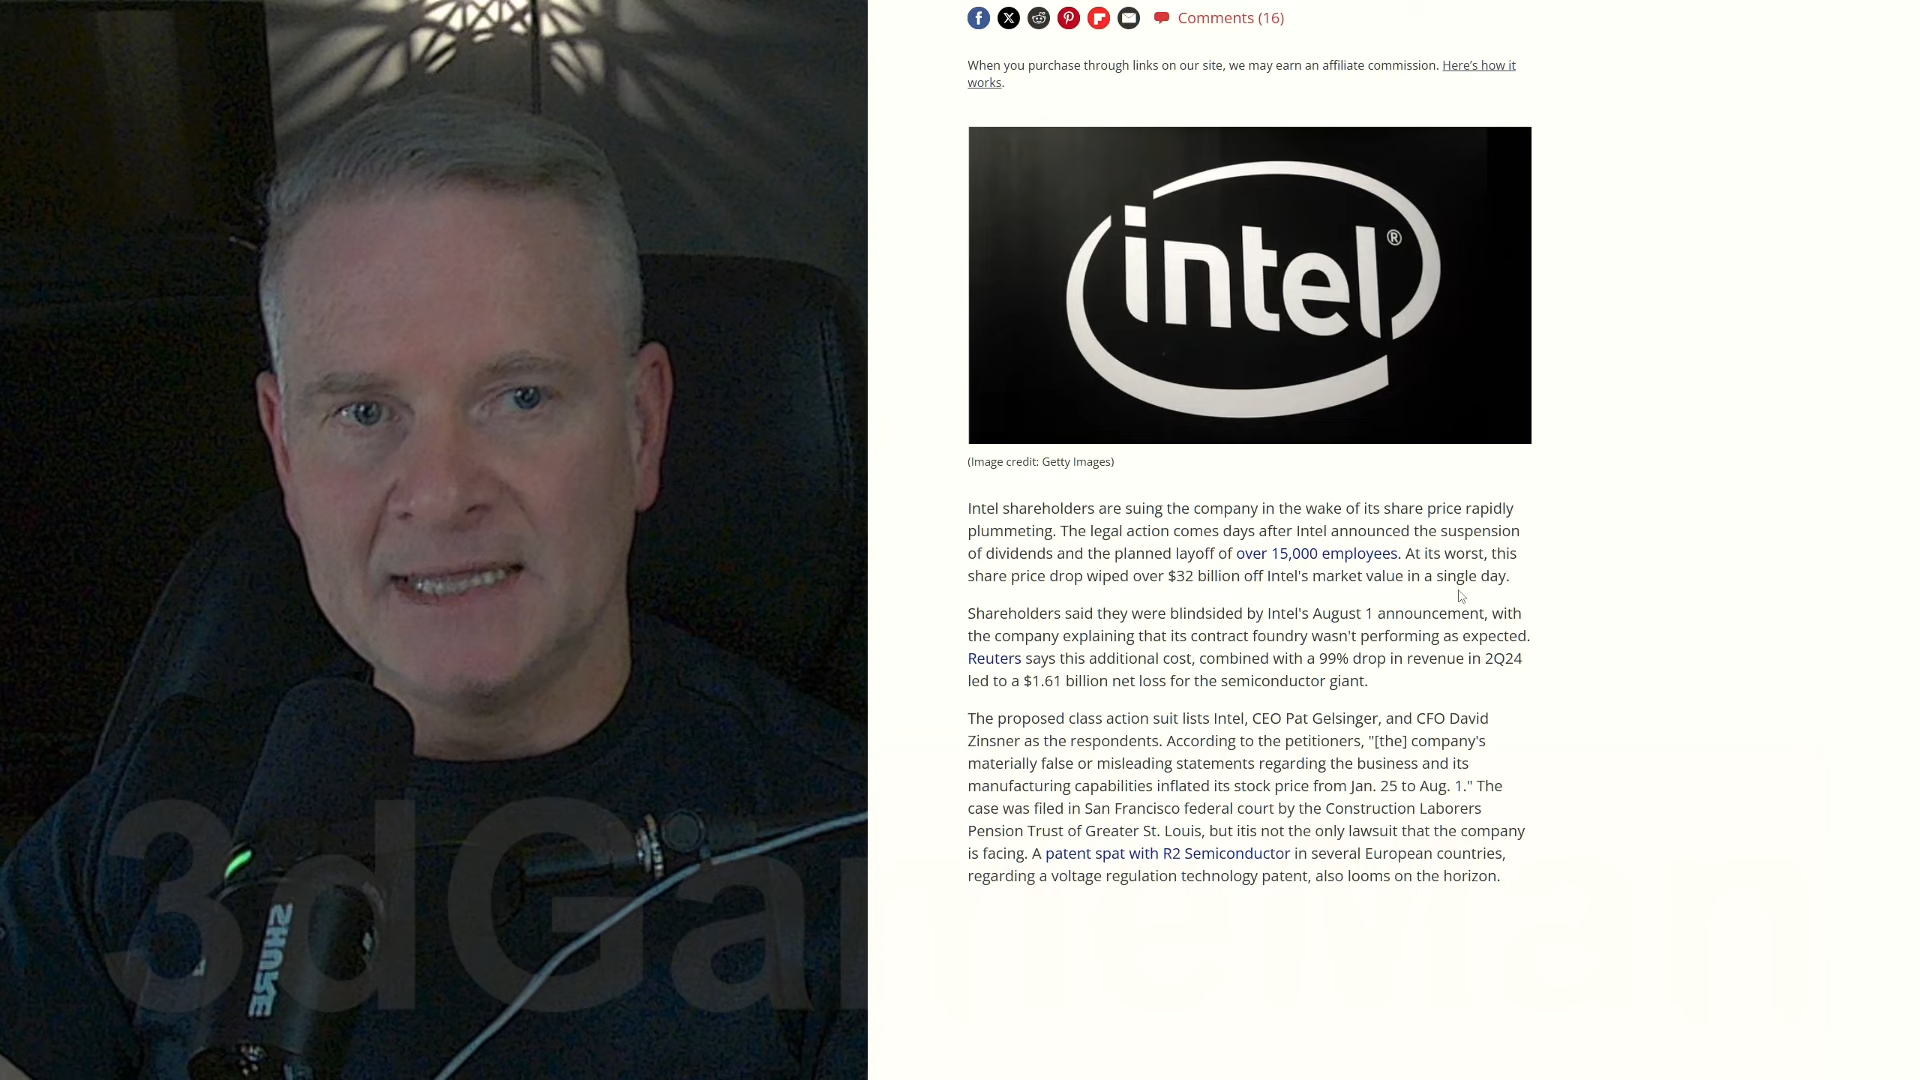 Comments (16)
When you purchase through links on our site, we may earn an affiliate commission. Here's how it
works.
intel®
(Image credit: Getty Images)
Intel shareholders are suing the company in the wake of its share price rapidly
plummeting. The legal action comes days after Intel announced the suspension
of dividends and the planned layoff of over 15,000 employees. At its worst, this
share price drop wiped over $32 billion off Intel's market value in a single day.
Shareholders said they were blindsided by Intel's August 1 announcement, with
the company explaining that its contract foundry wasn't performing as expected.
Reuters says this additional cost, combined with a 99% drop in revenue in 2Q24
led to a $1.61 billion net loss for the semiconductor giant.
The proposed class action suit lists Intel, CEO Pat Gelsinger, and CFO David
Zinsner as the respondents. According to the petitioners, "[the] company's
materially false or misleading statements regarding the business and its
manufacturing capabilities inflated its stock price from Jan. 25 to Aug. 1." The
case was filed in San Francisco federal court by the Construction Laborers
Pension Trust of Greater St. Louis, but itis not the only lawsuit that the company
is facing. A patent spat with R2 Semiconductor in several European countries,
regarding a voltage regulation technology patent, also looms on the horizon.
3dGameMan
SHURE